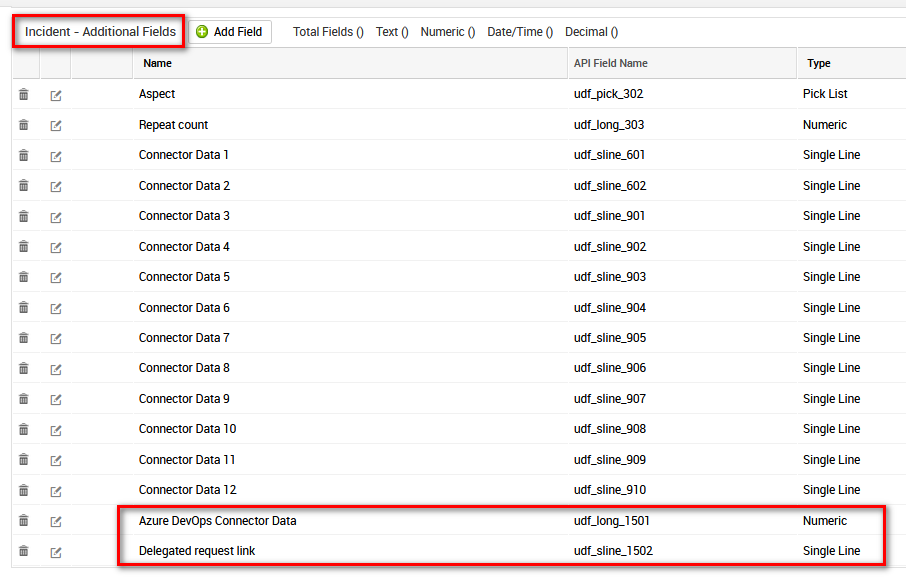 Incident - Additional Fields Add Field Total Fields () Text () Numeric () Date/Time () Decimal ()
Name API Field Name Type
Aspect udf_pick_302 Pick List
Repeat count udf_long_303 Numeric
Connector Data 1 udf_sline_601 Single Line
Connector Data 2 udf_sline_602 Single Line
Connector Data 3 udf_sline_901 Single Line
Connector Data 4 udf_sline_902 Single Line
Connector Data 5 udf_sline_903 Single Line
Connector Data 6 udf_sline_904 Single Line
Connector Data 7 udf_sline_905 Single Line
Connector Data 8 udf_sline_906 Single Line
Connector Data 9 udf_sline_907 Single Line
Connector Data 10 udf_sline_908 Single Line
Connector Data 11 udf_sline_909 Single Line
Connector Data 12 udf_sline_910 Single Line
Azure DevOps Connector Data udf_long_1501 Numeric
Delegated request link udf_sline_1502 Single Line